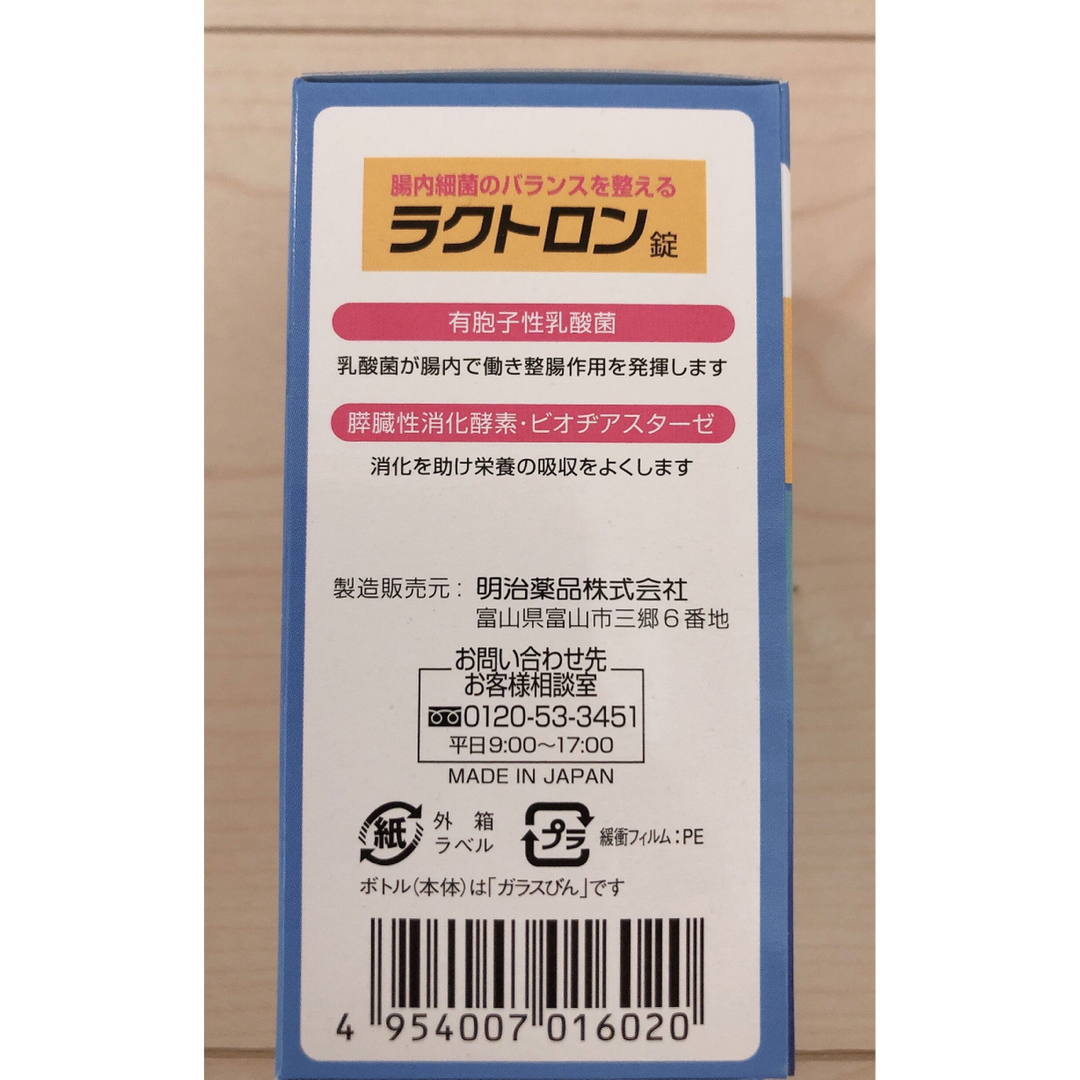 腸内細菌のバランスを整える
ラクトロン錠
有胞子性乳酸菌
乳酸菌が腸内で働き整腸作用を発揮します
膵臓性消化酵素・ビオヂアスターゼ
消化を助け栄養の吸収をよくします
製造販売元: 明治薬品株式会社
富山県富山市三郷6番地
お問い合わせ先
お客様相談室
0120-53-3451
平日9:00〜17:00
MADE IN JAPAN
紙 外箱
ラベル
プラ 緩衝フィルム:PE
ボトル(本体)は「ガラスびん」です
4 954007 016020